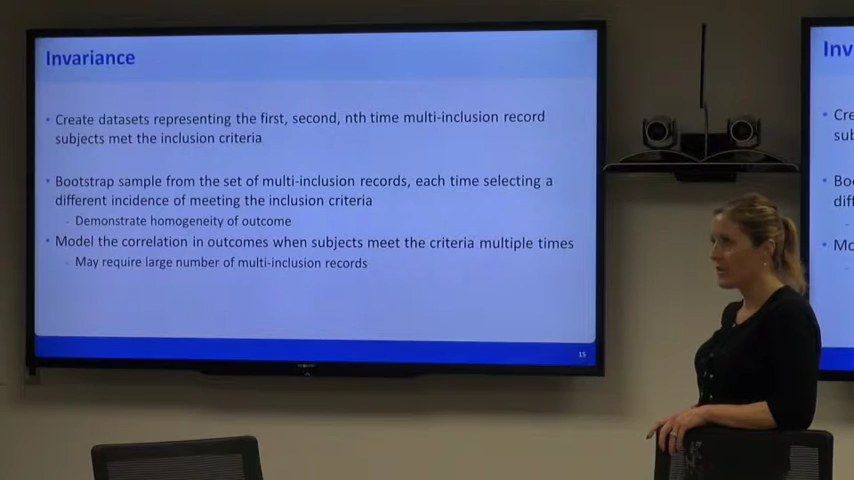 Invariance
• Create datasets representing the first, second, nth time multi-inclusion record
subjects met the inclusion criteria
• Bootstrap sample from the set of multi-inclusion records, each time selecting a
different incidence of meeting the inclusion criteria
- Demonstrate homogeneity of outcome
• Model the correlation in outcomes when subjects meet the criteria multiple times
- May require large number of multi-inclusion records
15
Inv
• Cre
sub
• Boo
diff
• Mo